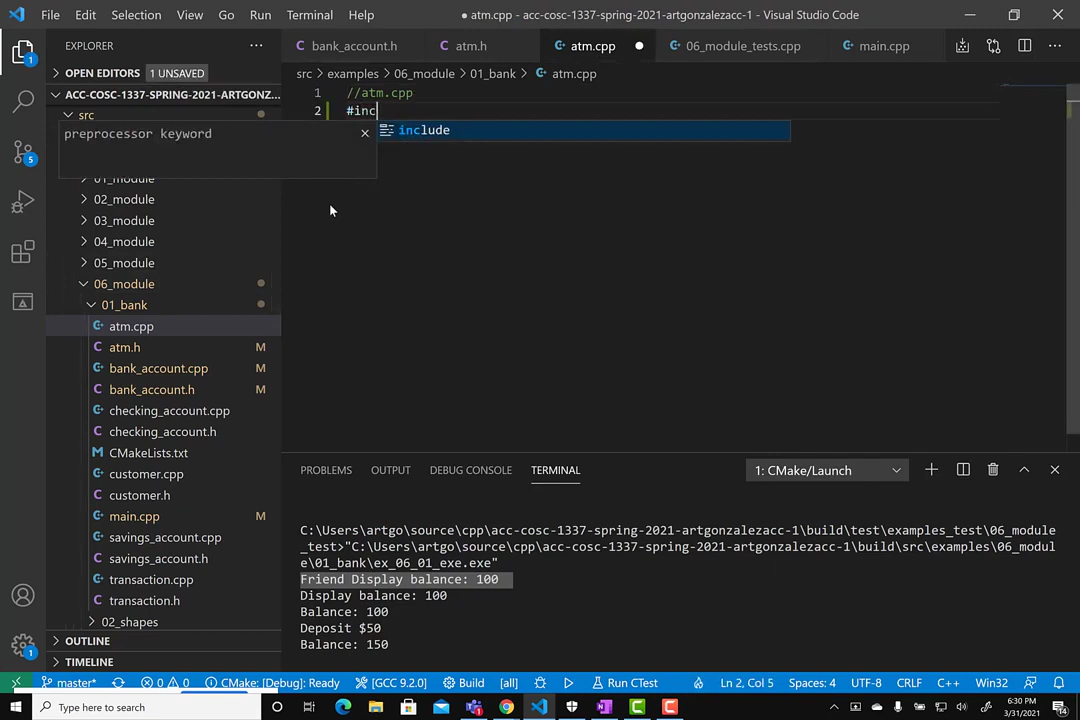 File Edit Selection View Go Run Terminal Help
● atm.cpp - acc-cosc-1337-spring-2021-artgonzalezacc-1 - Visual Studio Code
EXPLORER
bank_account.h
atm.h
atm.cpp
06_module_tests.cpp
main.cpp
OPEN EDITORS 1 UNSAVED
src > examples > 06_module > 01_bank > atm.cpp
ACC-COSC-1337-SPRING-2021-ARTGONZ...
1 //atm.cpp
2 #inc
src
preprocessor keyword
include
01_module
02_module
03_module
04_module
05_module
06_module
01_bank
atm.cpp
atm.h M
bank_account.cpp M
bank_account.h M
checking_account.cpp
checking_account.h
CMakeLists.txt
customer.cpp
customer.h
main.cpp M
savings_account.cpp
savings_account.h
transaction.cpp
transaction.h
02_shapes
OUTLINE
TIMELINE
PROBLEMS OUTPUT DEBUG CONSOLE TERMINAL
1: CMake/Launch
C:\Users\artgo\source\cpp\acc-cosc-1337-spring-2021-artgonzalezacc-1\build\test\examples_test\06_module
_test>"C:\Users\artgo\source\cpp\acc-cosc-1337-spring-2021-artgonzalezacc-1\build\src\examples\06_modul
e\01_bank\ex_06_01_exe.exe"
Friend Display balance: 100
Display balance: 100
Balance: 100
Deposit $50
Balance: 150
1
5
1
master* 0 0 CMake: [Debug]: Ready [GCC 9.2.0] Build [all] Run CTest Ln 2, Col 5 Spaces: 4 UTF-8 CRLF C++ Win32
Type here to search
6:30 PM
3/31/2021
14